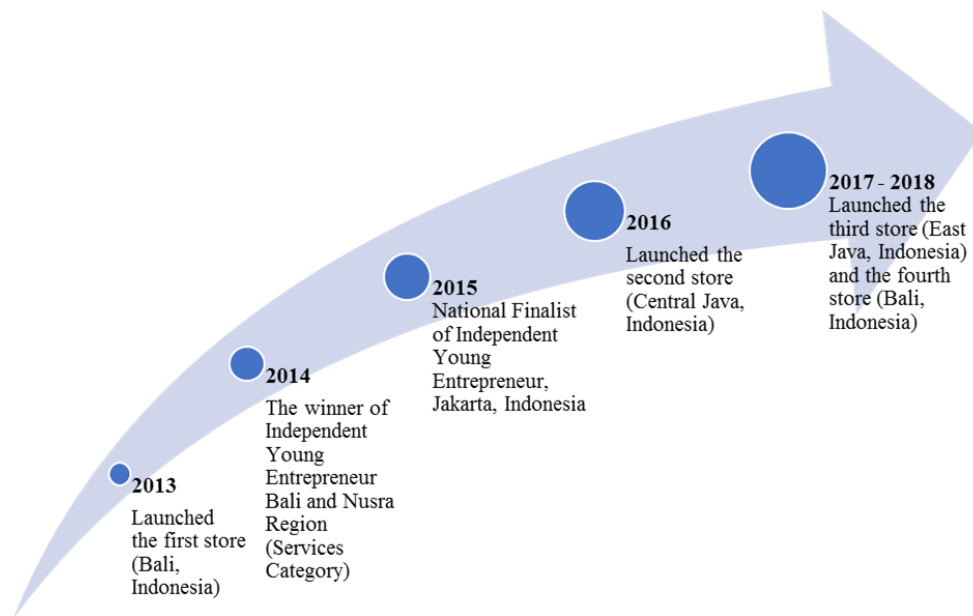 2013
Launched
the first store
(Bali,
Indonesia)
2014
The winner of
Independent
Young
Entrepreneur
Bali and Nusra
Region
(Services
Category)
2015
National Finalist
of Independent
Young
Entrepreneur,
Jakarta, Indonesia
2016
Launched the
second store
(Central Java,
Indonesia)
2017 - 2018
Launched the
third store (East
Java, Indonesia)
and the fourth
store (Bali,
Indonesia)